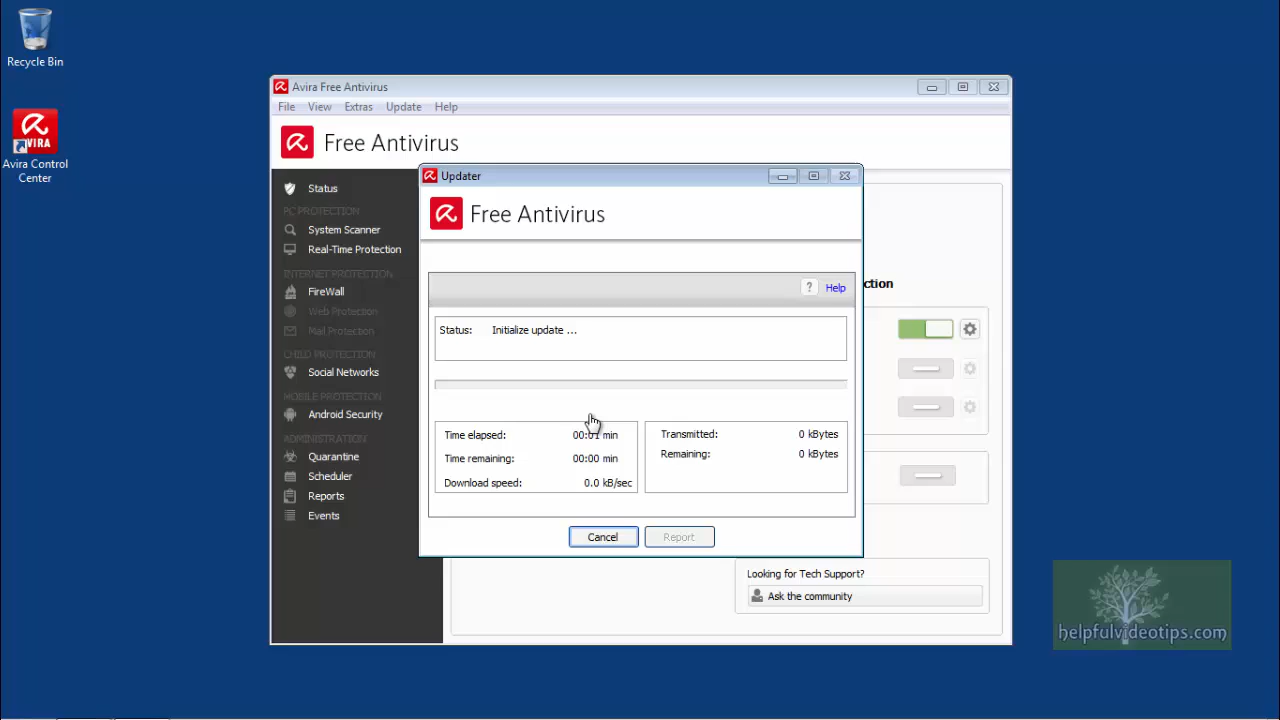 Recycle Bin
Avira Control
Center
AVIRA
Avira Free Antivirus
File View Extras Update Help
Free Antivirus
Status
PC PROTECTION
System Scanner
Real-Time Protection
INTERNET PROTECTION
FireWall
Web Protection
Mail Protection
CHILD PROTECTION
Social Networks
MOBILE PROTECTION
Android Security
ADMINISTRATION
Quarantine
Scheduler
Reports
Events
Updater
Free Antivirus
? Help
Status: Initialize update ...
Time elapsed: 00:01 min
Time remaining: 00:00 min
Download speed: 0.0 kB/sec
Transmitted: 0 kBytes
Remaining: 0 kBytes
Cancel Report
ction
Looking for Tech Support?
Ask the community
helpfulvideotips.com